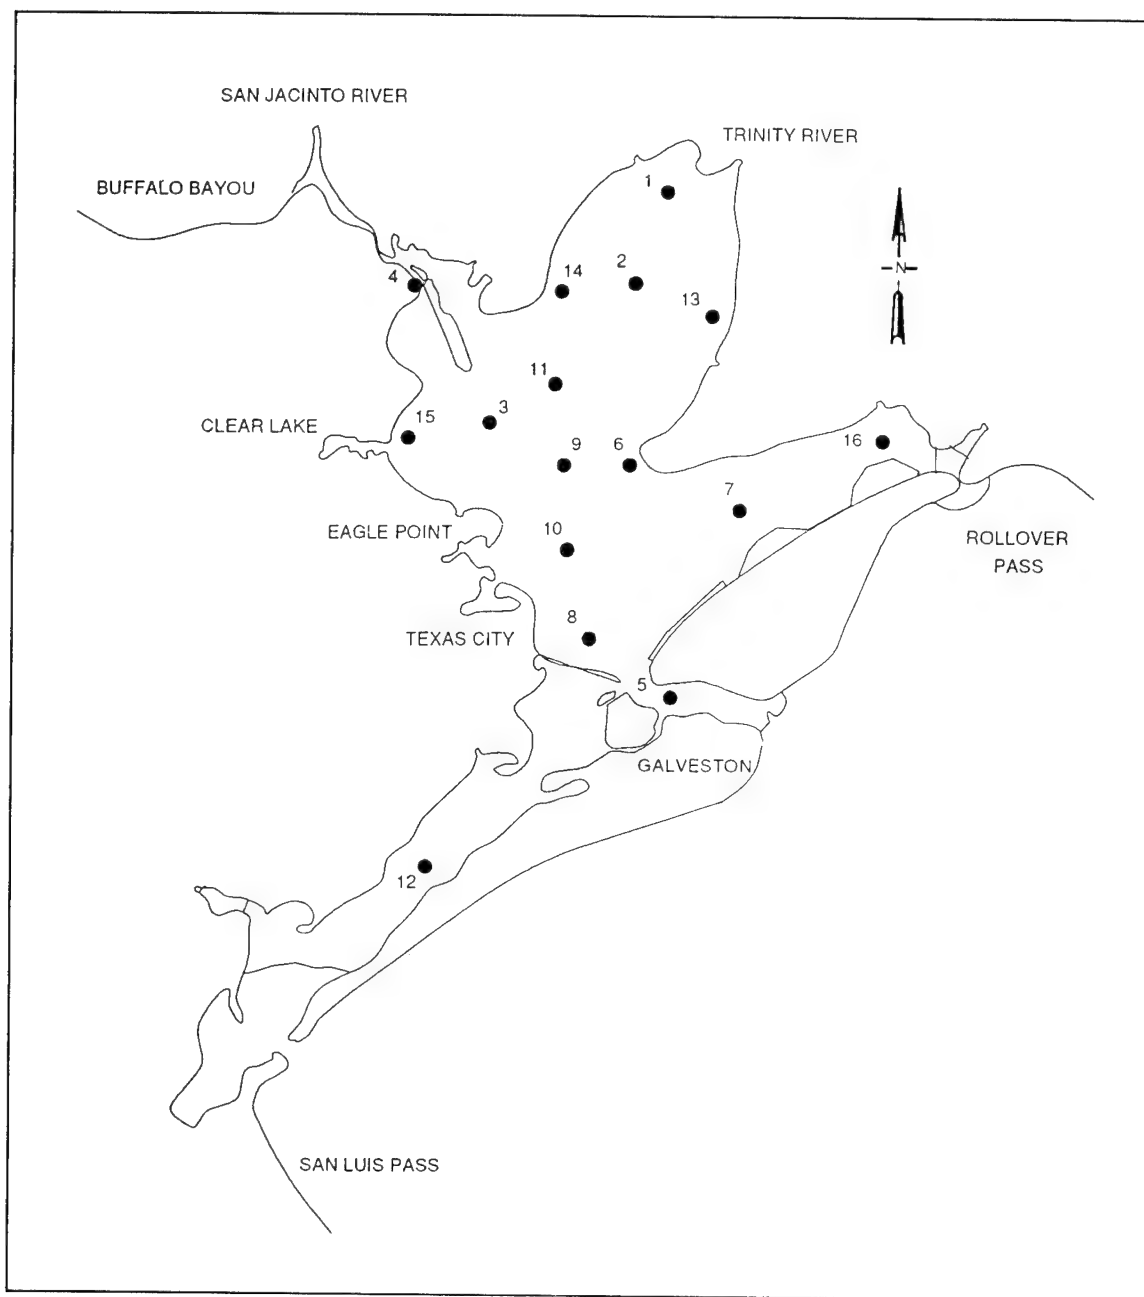 SAN JACINTO RIVER
TRINITY RIVER
BUFFALO BAYOU
1
N
4
14
2
13
11
CLEAR LAKE
15
3
9
6
16
7
EAGLE POINT
10
ROLLOVER
PASS
TEXAS CITY
8
5
GALVESTON
12
SAN LUIS PASS